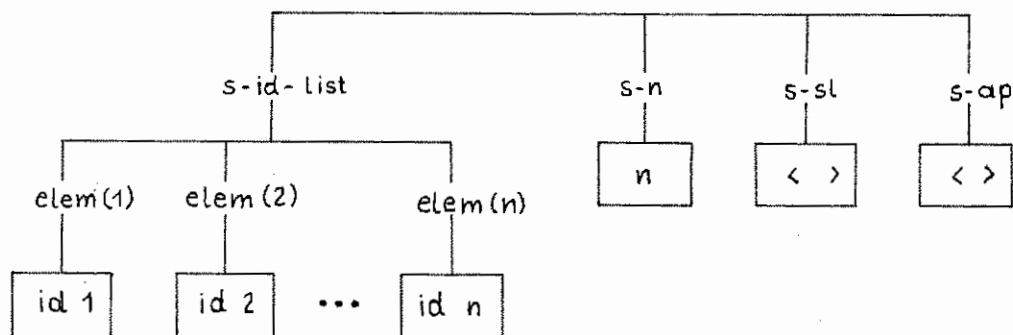 s-id-list s-n s-sl s-ap
n < > < >
elem(1) elem(2) elem(n)
id 1 id 2 ••• id n